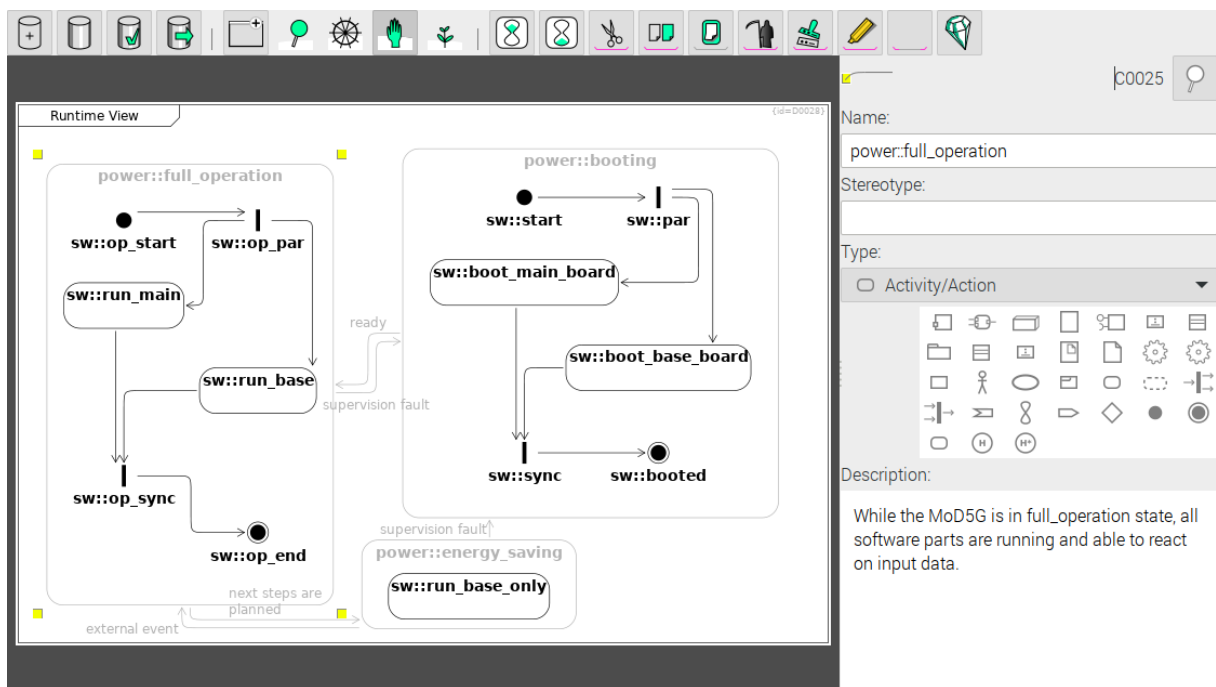 C0025
Name:
power::full_operation
Stereotype:
Type:
Activity/Action
H
H*
Description:
While the MoD5G is in full_operation state, all
software parts are running and able to react
on input data.
Runtime View
{id=D0028}
power::full_operation
sw::op_start
sw::op_par
sw::run_main
sw::run_base
sw::op_sync
sw::op_end
power::booting
sw::start
sw::par
sw::boot_main_board
sw::boot_base_board
sw::sync
sw::booted
ready
supervision fault
supervision fault
power::energy_saving
sw::run_base_only
next steps are
planned
external event